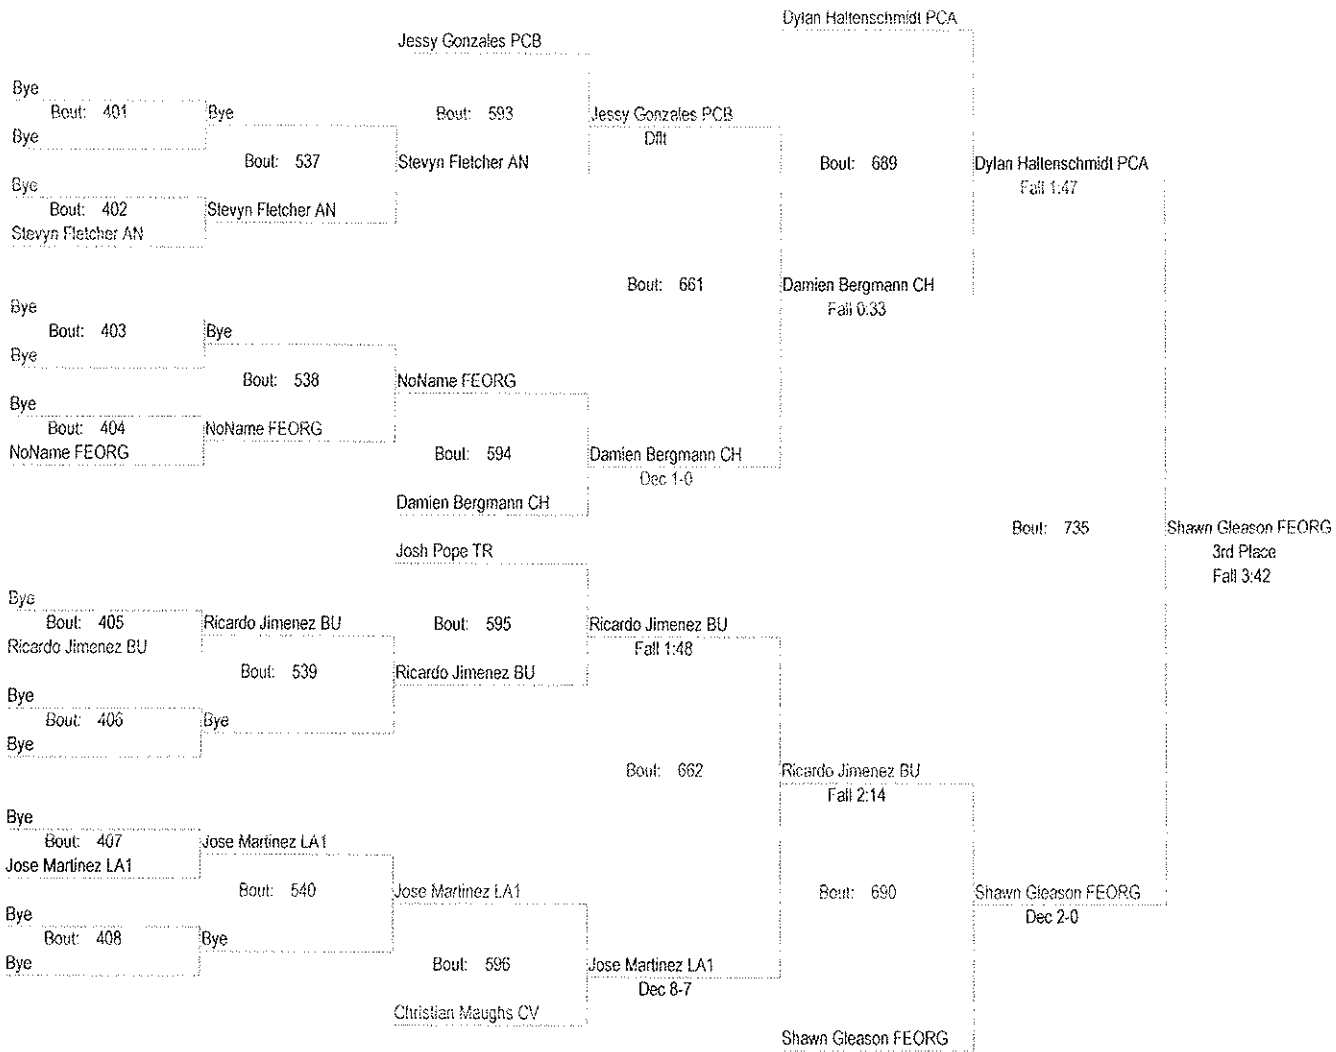 Dylan Haltenschmidt PCA
Jessy Gonzales PCB
Bye
Bout: 401
Bye
Bout: 593
Jessy Gonzales PCB
Dflt
Bye
Bout: 537
Stevyn Fletcher AN
Bout: 689
Dylan Haltenschmidt PCA
Fall 1:47
Bye
Bout: 402
Stevyn Fletcher AN
Stevyn Fletcher AN
Bout: 661
Damien Bergmann CH
Fall 0:33
Bye
Bout: 403
Bye
Bye
Bout: 538
NoName FEORG
Bye
Bout: 404
NoName FEORG
NoName FEORG
Bout: 594
Damien Bergmann CH
Dec 1-0
Damien Bergmann CH
Bout: 735
Shawn Gleason FEORG
3rd Place
Fall 3:42
Josh Pope TR
Bye
Bout: 405
Ricardo Jimenez BU
Ricardo Jimenez BU
Bout: 595
Ricardo Jimenez BU
Fall 1:48
Bout: 539
Ricardo Jimenez BU
Bye
Bout: 406
Bye
Bye
Bout: 662
Ricardo Jimenez BU
Fall 2:14
Bye
Bout: 407
Jose Martinez LA1
Jose Martinez LA1
Bout: 540
Jose Martinez LA1
Bout: 690
Shawn Gleason FEORG
Dec 2-0
Bye
Bout: 408
Bye
Bye
Bout: 596
Jose Martinez LA1
Dec 8-7
Christian Maughs CV
Shawn Gleason FEORG